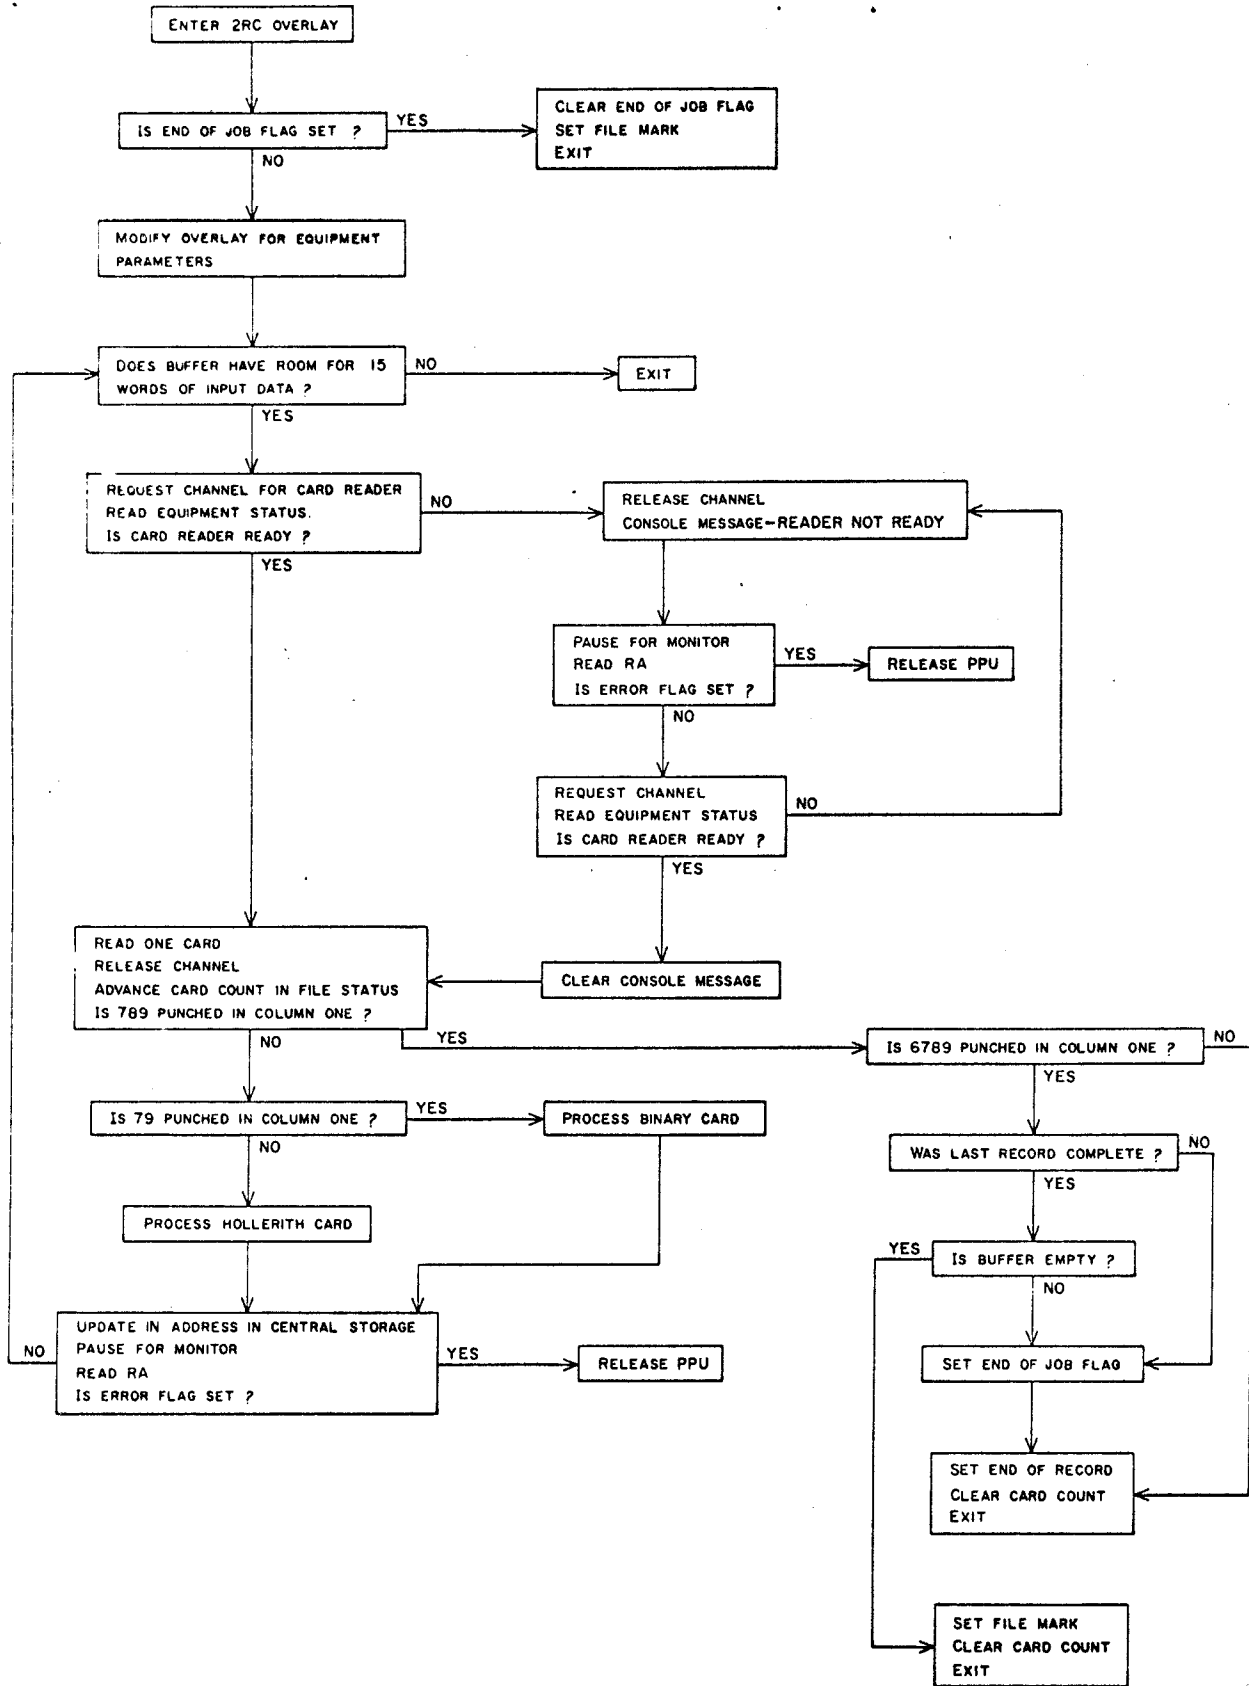 ENTER 2RC OVERLAY
IS END OF JOB FLAG SET ?
YES
CLEAR END OF JOB FLAG
SET FILE MARK
EXIT
NO
MODIFY OVERLAY FOR EQUIPMENT
PARAMETERS
DOES BUFFER HAVE ROOM FOR 15
WORDS OF INPUT DATA ?
NO
EXIT
YES
REQUEST CHANNEL FOR CARD READER
READ EQUIPMENT STATUS.
IS CARD READER READY ?
NO
RELEASE CHANNEL
CONSOLE MESSAGE-READER NOT READY
YES
PAUSE FOR MONITOR
READ RA
IS ERROR FLAG SET ?
YES
RELEASE PPU
NO
REQUEST CHANNEL
READ EQUIPMENT STATUS
IS CARD READER READY ?
NO
YES
READ ONE CARD
RELEASE CHANNEL
ADVANCE CARD COUNT IN FILE STATUS
IS 789 PUNCHED IN COLUMN ONE ?
CLEAR CONSOLE MESSAGE
NO
YES
IS 6789 PUNCHED IN COLUMN ONE ?
NO
YES
IS 79 PUNCHED IN COLUMN ONE ?
YES
PROCESS BINARY CARD
NO
WAS LAST RECORD COMPLETE ?
NO
YES
PROCESS HOLLERITH CARD
YES
IS BUFFER EMPTY ?
NO
UPDATE IN ADDRESS IN CENTRAL STORAGE
PAUSE FOR MONITOR
READ RA
IS ERROR FLAG SET ?
NO
YES
RELEASE PPU
SET END OF JOB FLAG
SET END OF RECORD
CLEAR CARD COUNT
EXIT
SET FILE MARK
CLEAR CARD COUNT
EXIT